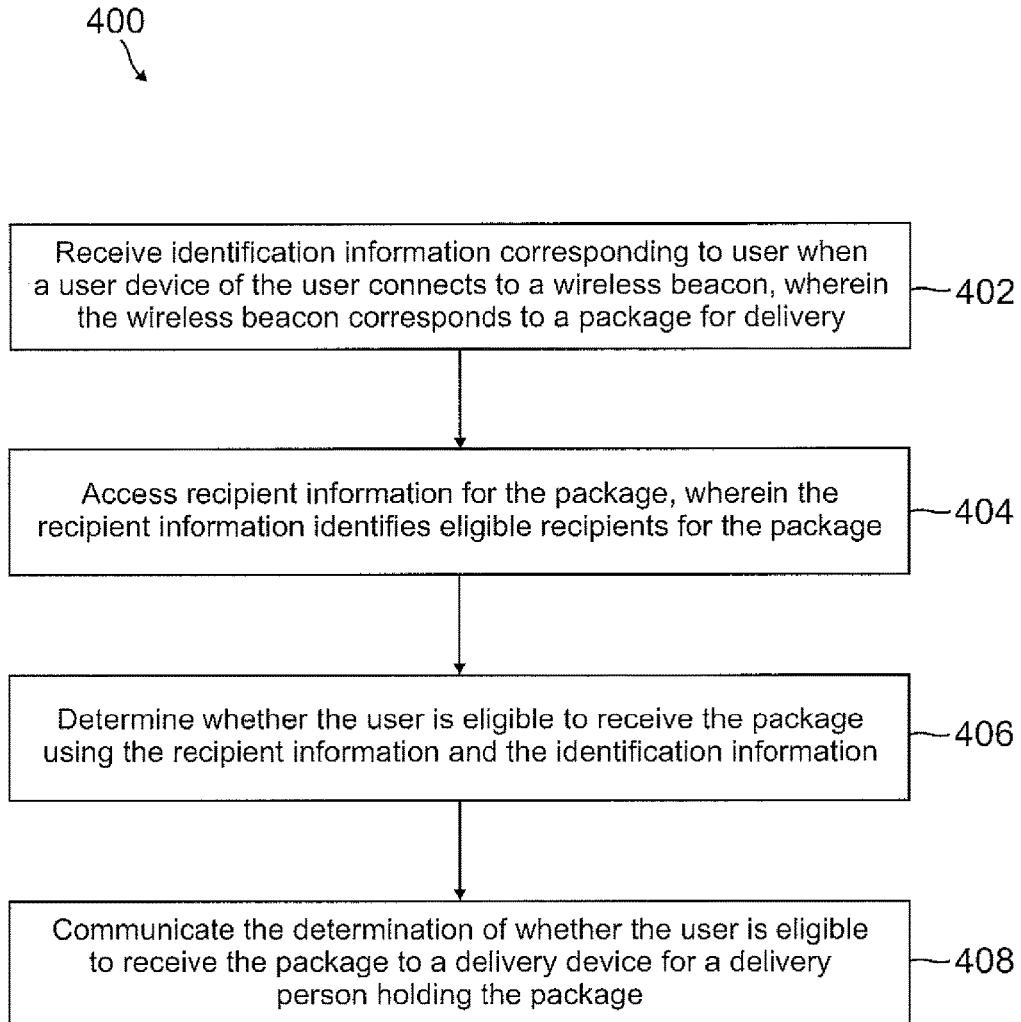 400
Receive identification information corresponding to user when
a user device of the user connects to a wireless beacon, wherein
the wireless beacon corresponds to a package for delivery
402
Access recipient information for the package, wherein the
recipient information identifies eligible recipients for the package
404
Determine whether the user is eligible to receive the package
using the recipient information and the identification information
406
Communicate the determination of whether the user is eligible
to receive the package to a delivery device for a delivery
person holding the package
408